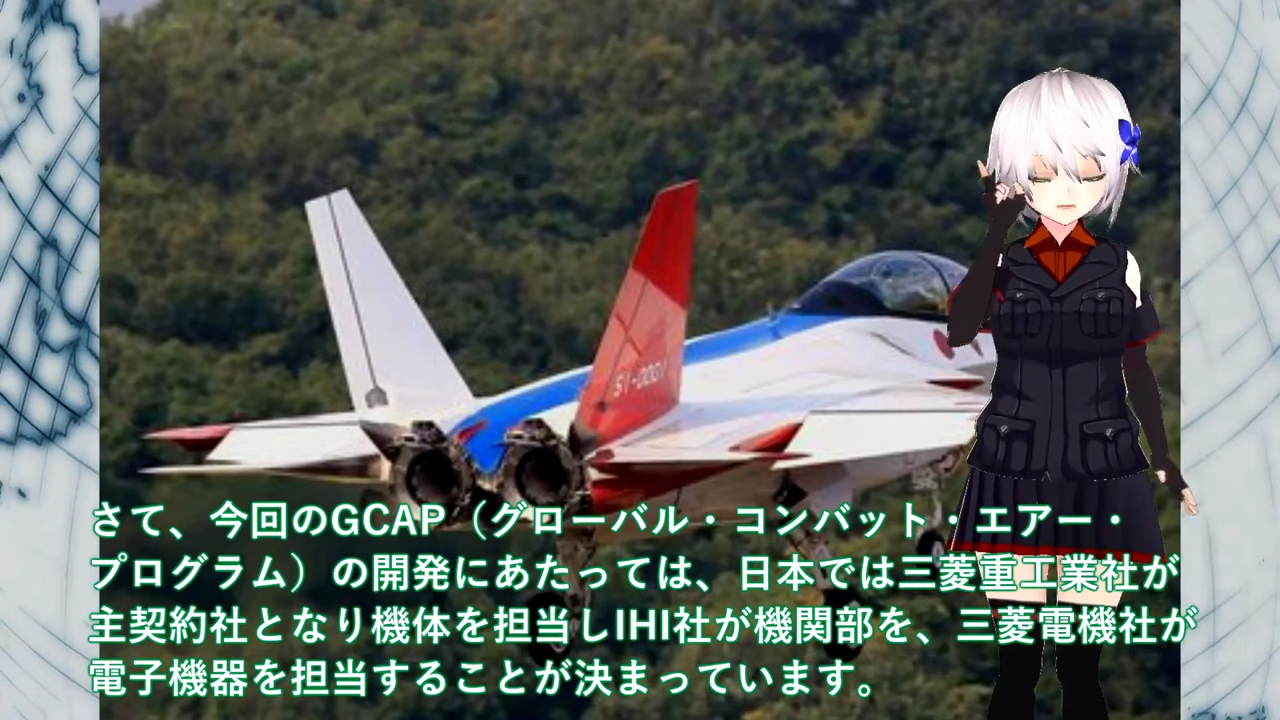 51-0001
さて、今回のGCAP（グローバル・コンバット・エアー・
プログラム）の開発にあたっては、日本では三菱重工業社が
主契約社となり機体を担当しIHI社が機関部を、三菱電機社が
電子機器を担当することが決まっています。